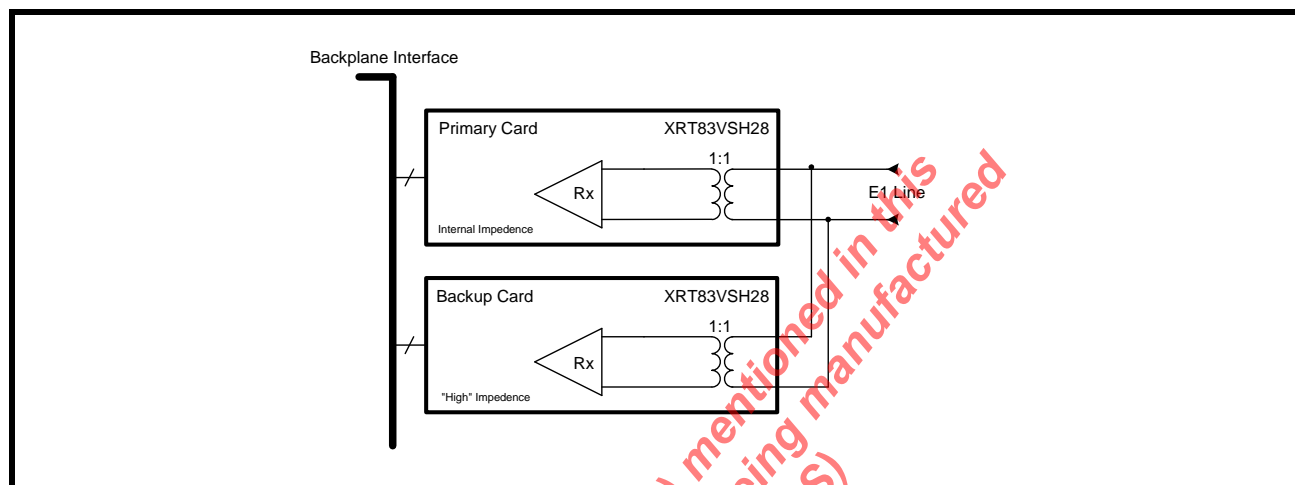 Backplane Interface
Primary Card
XRT83VSH28
1:1
Rx
E1 Line
Internal Impedence
Backup Card
XRT83VSH28
1:1
Rx
"High" Impedence
mentioned in this
being manufactured
S)